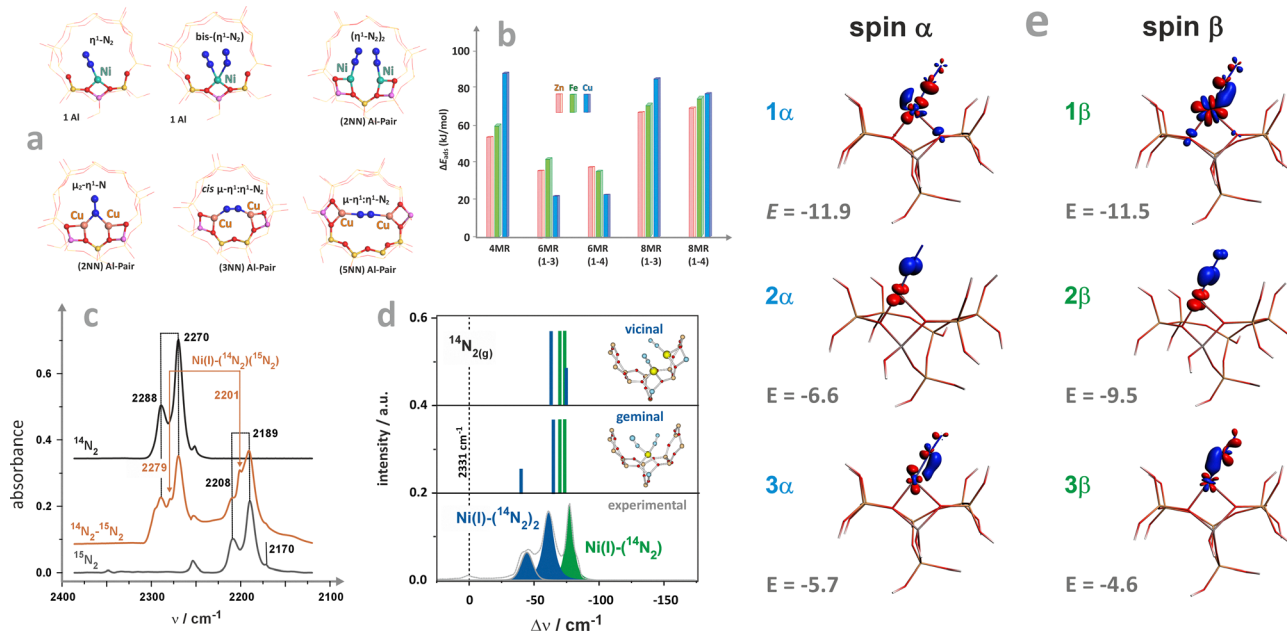 a
η¹-N₂
Ni
1 Al
bis-(η¹-N₂)
Ni
1 Al
(η¹-N₂)₂
Ni
Ni
(2NN) Al-Pair
μ₂-η¹-N
Cu
Cu
(2NN) Al-Pair
cis μ-η¹:η¹-N₂
Cu
Cu
(3NN) Al-Pair
μ-η¹:η¹-N₂
Cu
Cu
(5NN) Al-Pair
b
ΔE_ads (kJ/mol)
100
80
60
40
20
0
Zn Fe Cu
4MR
6MR
(1-3)
6MR
(1-4)
8MR
(1-3)
8MR
(1-4)
c
absorbance
0.8
0.6
0.4
0.2
0.0
2270
Ni(I)-(¹⁴N₂)(¹⁵N₂)
2288
2201
2189
¹⁴N₂
2279
2208
¹⁴N₂-¹⁵N₂
2170
¹⁵N₂
2400
2300
2200
2100
ν / cm⁻¹
d
intensity / a.u.
0.6
0.4
0.2
0.0
¹⁴N₂(g)
vicinal
2331 cm⁻¹
geminal
experimental
Ni(I)-(¹⁴N₂)₂
Ni(I)-(¹⁴N₂)
0
-50
-100
-150
Δν / cm⁻¹
e
spin α
spin β
1α
E = -11.9
1β
E = -11.5
2α
E = -6.6
2β
E = -9.5
3α
E = -5.7
3β
E = -4.6